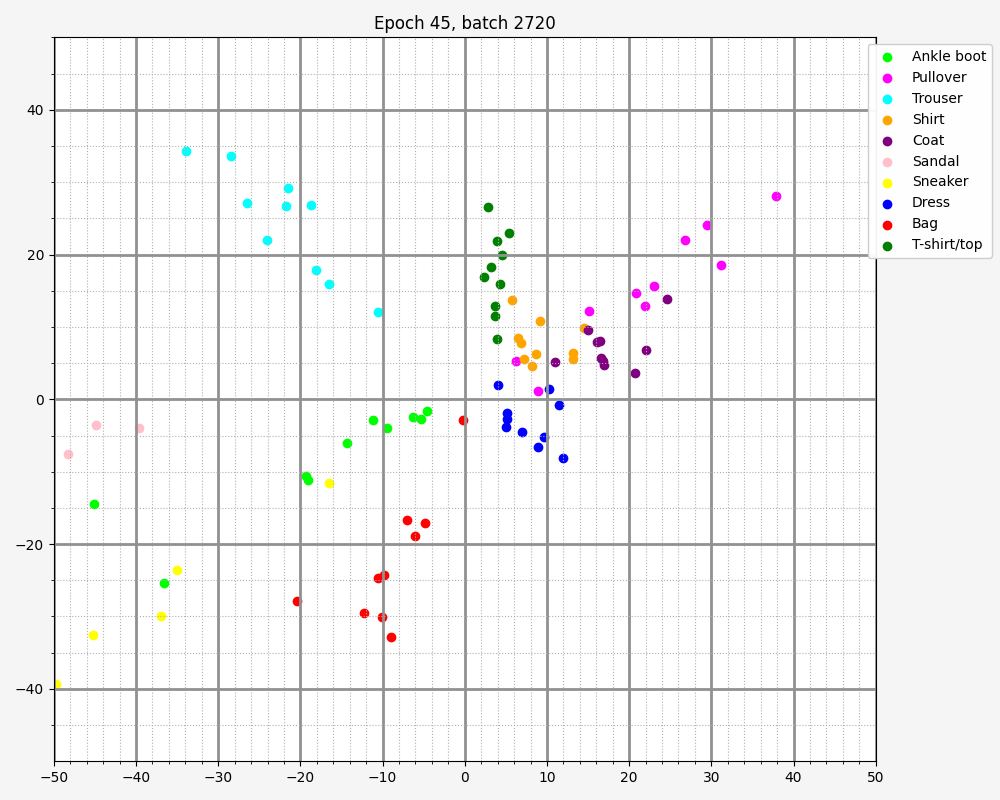 Epoch 45, batch 2720
Ankle boot
Pullover
Trouser
Shirt
Coat
Sandal
Sneaker
Dress
Bag
T-shirt/top
40
20
0
−20
−40
−50 −40 −30 −20 −10 0 10 20 30 40 50